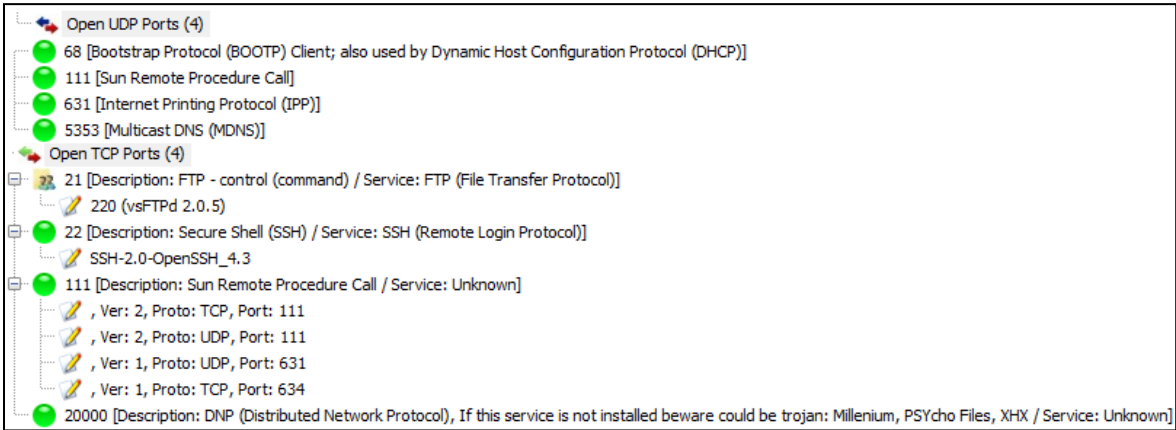 Open UDP Ports (4)
68 [Bootstrap Protocol (BOOTP) Client; also used by Dynamic Host Configuration Protocol (DHCP)]
111 [Sun Remote Procedure Call]
631 [Internet Printing Protocol (IPP)]
5353 [Multicast DNS (MDNS)]
Open TCP Ports (4)
21 [Description: FTP - control (command) / Service: FTP (File Transfer Protocol)]
220 (vsFTPd 2.0.5)
22 [Description: Secure Shell (SSH) / Service: SSH (Remote Login Protocol)]
SSH-2.0-OpenSSH_4.3
111 [Description: Sun Remote Procedure Call / Service: Unknown]
, Ver: 2, Proto: TCP, Port: 111
, Ver: 2, Proto: UDP, Port: 111
, Ver: 1, Proto: UDP, Port: 631
, Ver: 1, Proto: TCP, Port: 634
20000 [Description: DNP (Distributed Network Protocol), If this service is not installed beware could be trojan: Millenium, PSYcho Files, XHX / Service: Unknown]